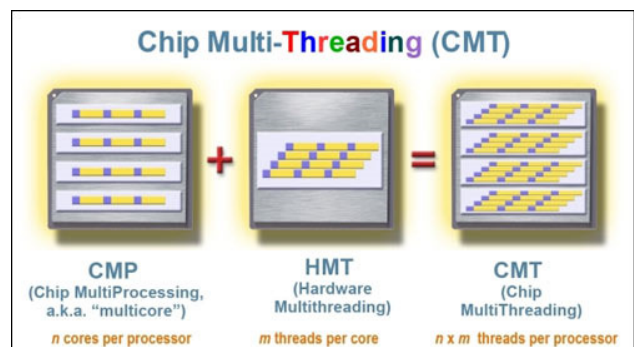 Chip Multi-Threading (CMT)
+
=
CMP
(Chip MultiProcessing,
a.k.a. “multicore”)
n cores per processor
HMT
(Hardware
Multithreading)
m threads per core
CMT
(Chip
MultiThreading)
n x m threads per processor